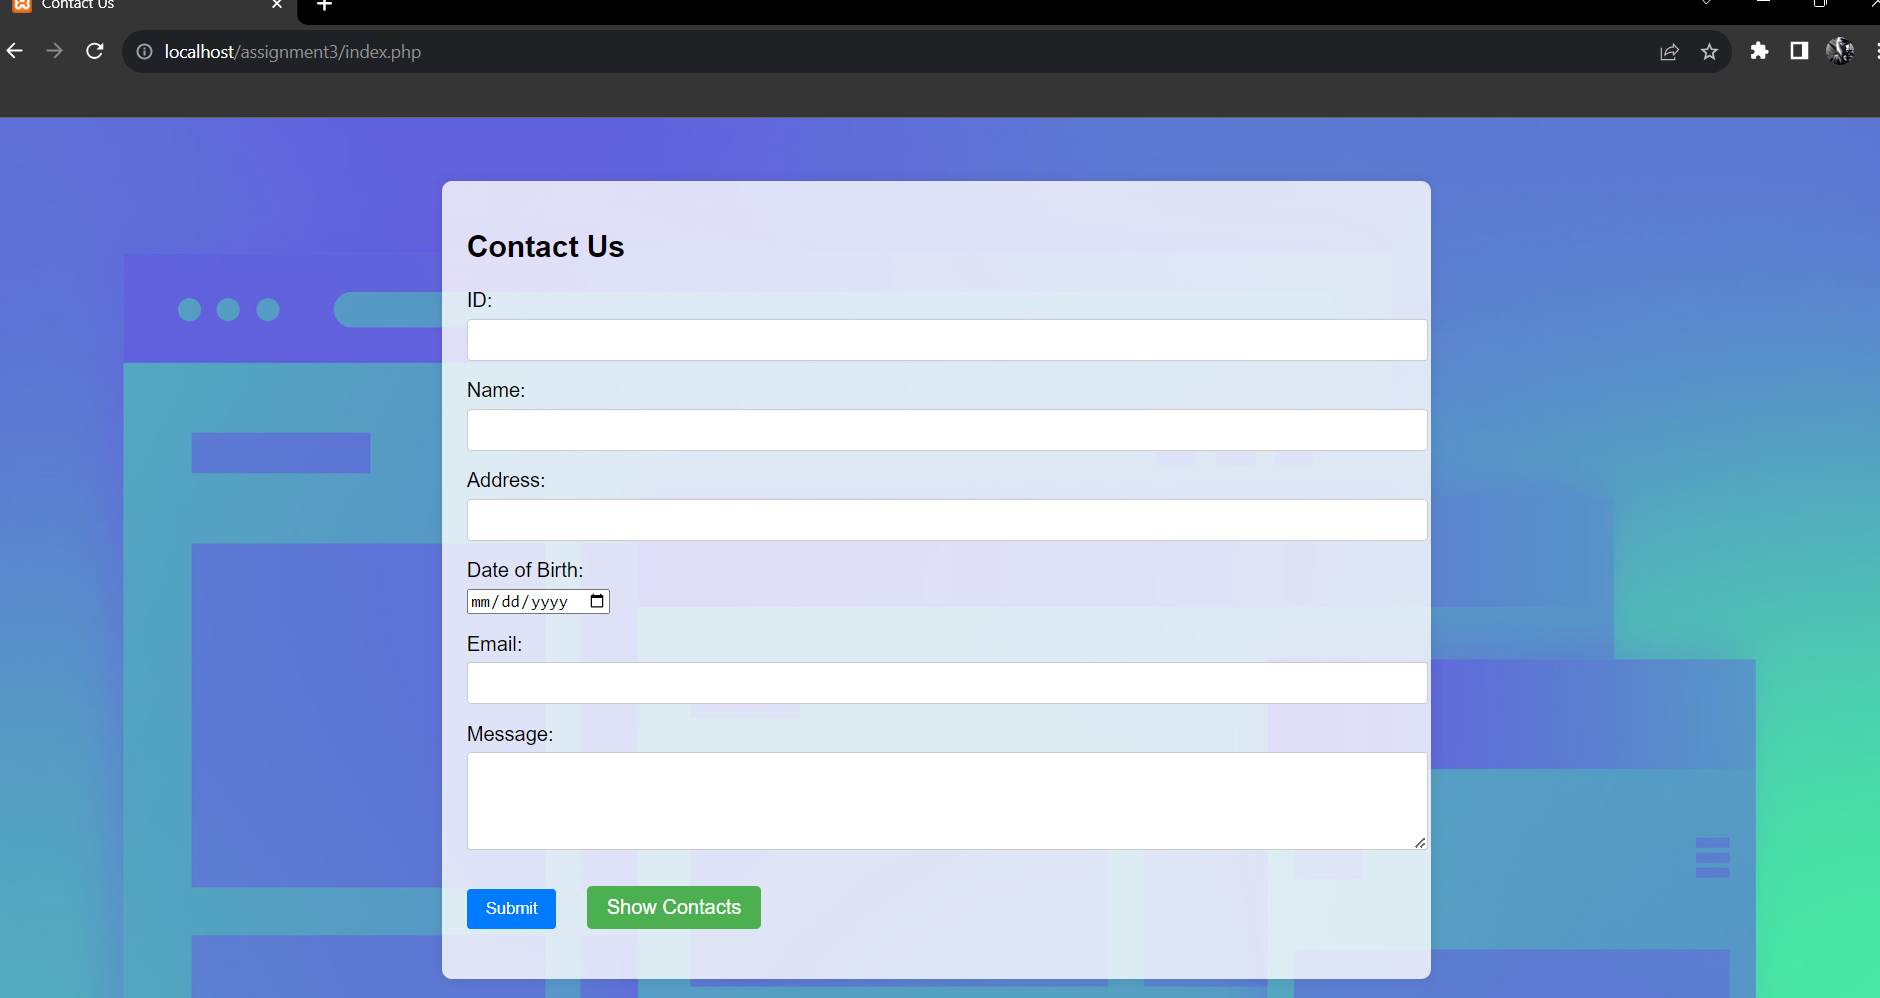 Contact Us
localhost/assignment3/index.php
Contact Us
ID:
Name:
Address:
Date of Birth:
mm/dd/yyyy
Email:
Message:
Submit Show Contacts